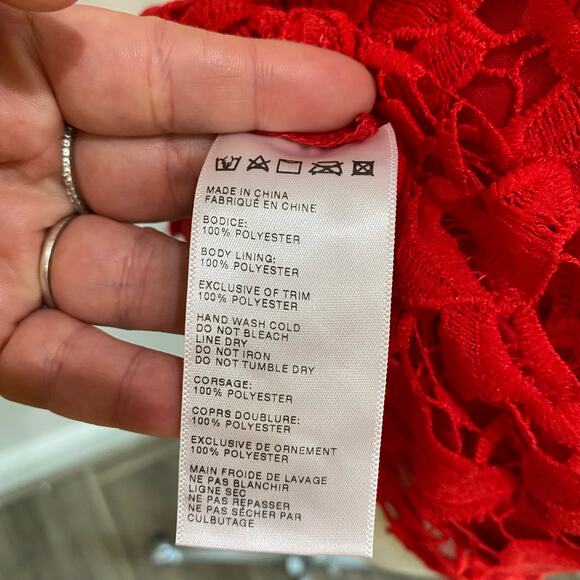 MADE IN CHINA
FABRIQUÉ EN CHINE
BODICE:
100% POLYESTER
BODY LINING:
100% POLYESTER
EXCLUSIVE OF TRIM
100% POLYESTER
HAND WASH COLD
DO NOT BLEACH
LINE DRY
DO NOT IRON
DO NOT TUMBLE DRY
CORSAGE:
100% POLYESTER
COPRS DOUBLURE:
100% POLYESTER
EXCLUSIVE DE ORNEMENT
100% POLYESTER
MAIN FROIDE DE LAVAGE
NE PAS BLANCHIR
LIGNE SEC
NE PAS REPASSER
NE PAS SÉCHER PAR
CULBUTAGE